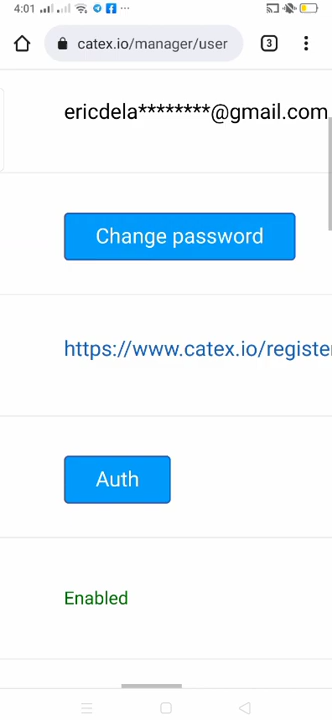 4:01
catex.io/manager/user
3
ericdela********@gmail.com
Change password
https://www.catex.io/register
Auth
Enabled